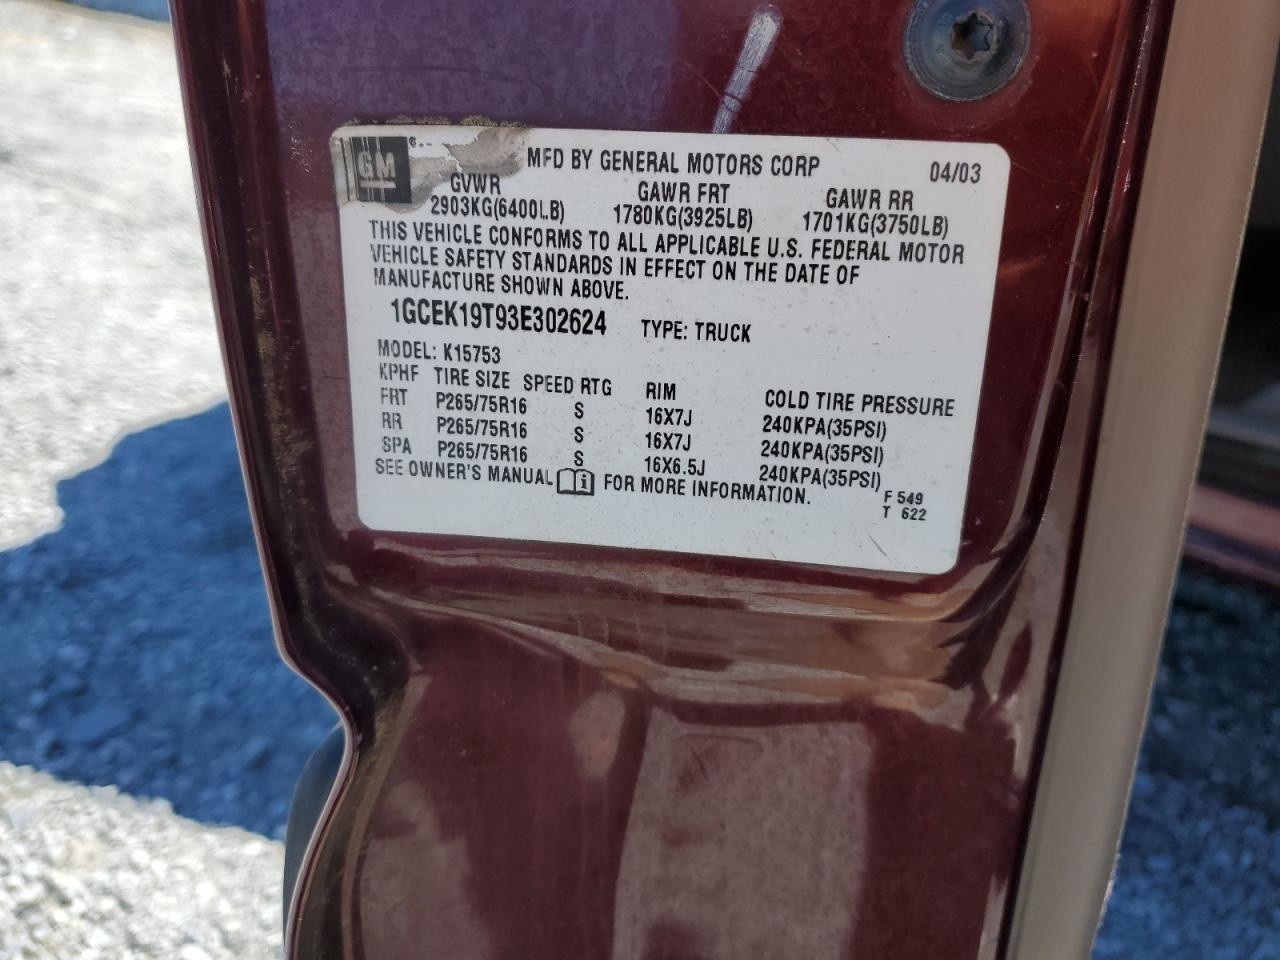 GM
MFD BY GENERAL MOTORS CORP 04/03
GVWR GAWR FRT GAWR RR
2903KG(6400LB) 1780KG(3925LB) 1701KG(3750LB)
THIS VEHICLE CONFORMS TO ALL APPLICABLE U.S. FEDERAL MOTOR
VEHICLE SAFETY STANDARDS IN EFFECT ON THE DATE OF
MANUFACTURE SHOWN ABOVE.
1GCEK19T93E302624 TYPE: TRUCK
MODEL: K15753
KPHF TIRE SIZE SPEED RTG RIM COLD TIRE PRESSURE
FRT P265/75R16 S 16X7J 240KPA(35PSI)
RR P265/75R16 S 16X7J 240KPA(35PSI)
SPA P265/75R16 S 16X6.5J 240KPA(35PSI)
SEE OWNER'S MANUAL FOR MORE INFORMATION.
F 549
T 622